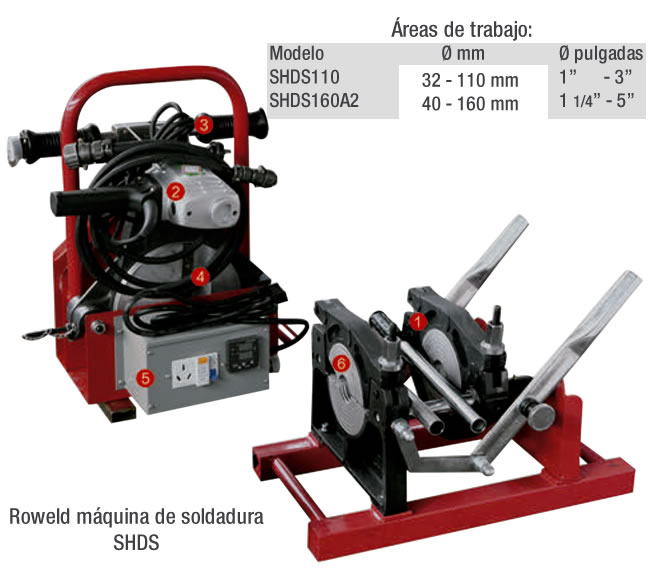 Áreas de trabajo:
Modelo Ø mm Ø pulgadas
SHDS110 32 - 110 mm 1” - 3”
SHDS160A2 40 - 160 mm 1 1/4” - 5”
3
2
4
1
5
6
Roweld máquina de soldadura
SHDS